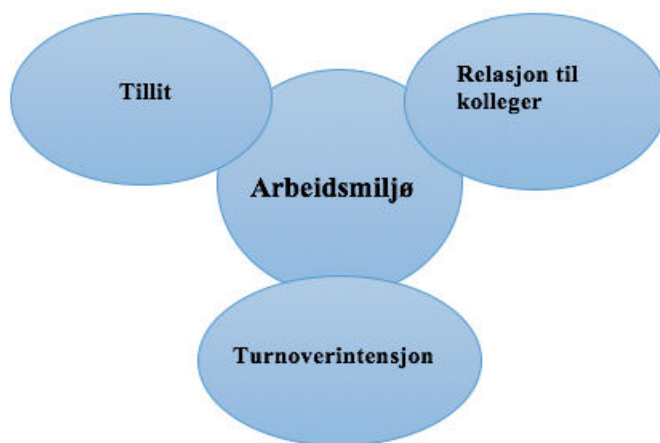 Tillit
Relasjon til
kolleger
Arbeidsmiljø
Turnoverintensjon